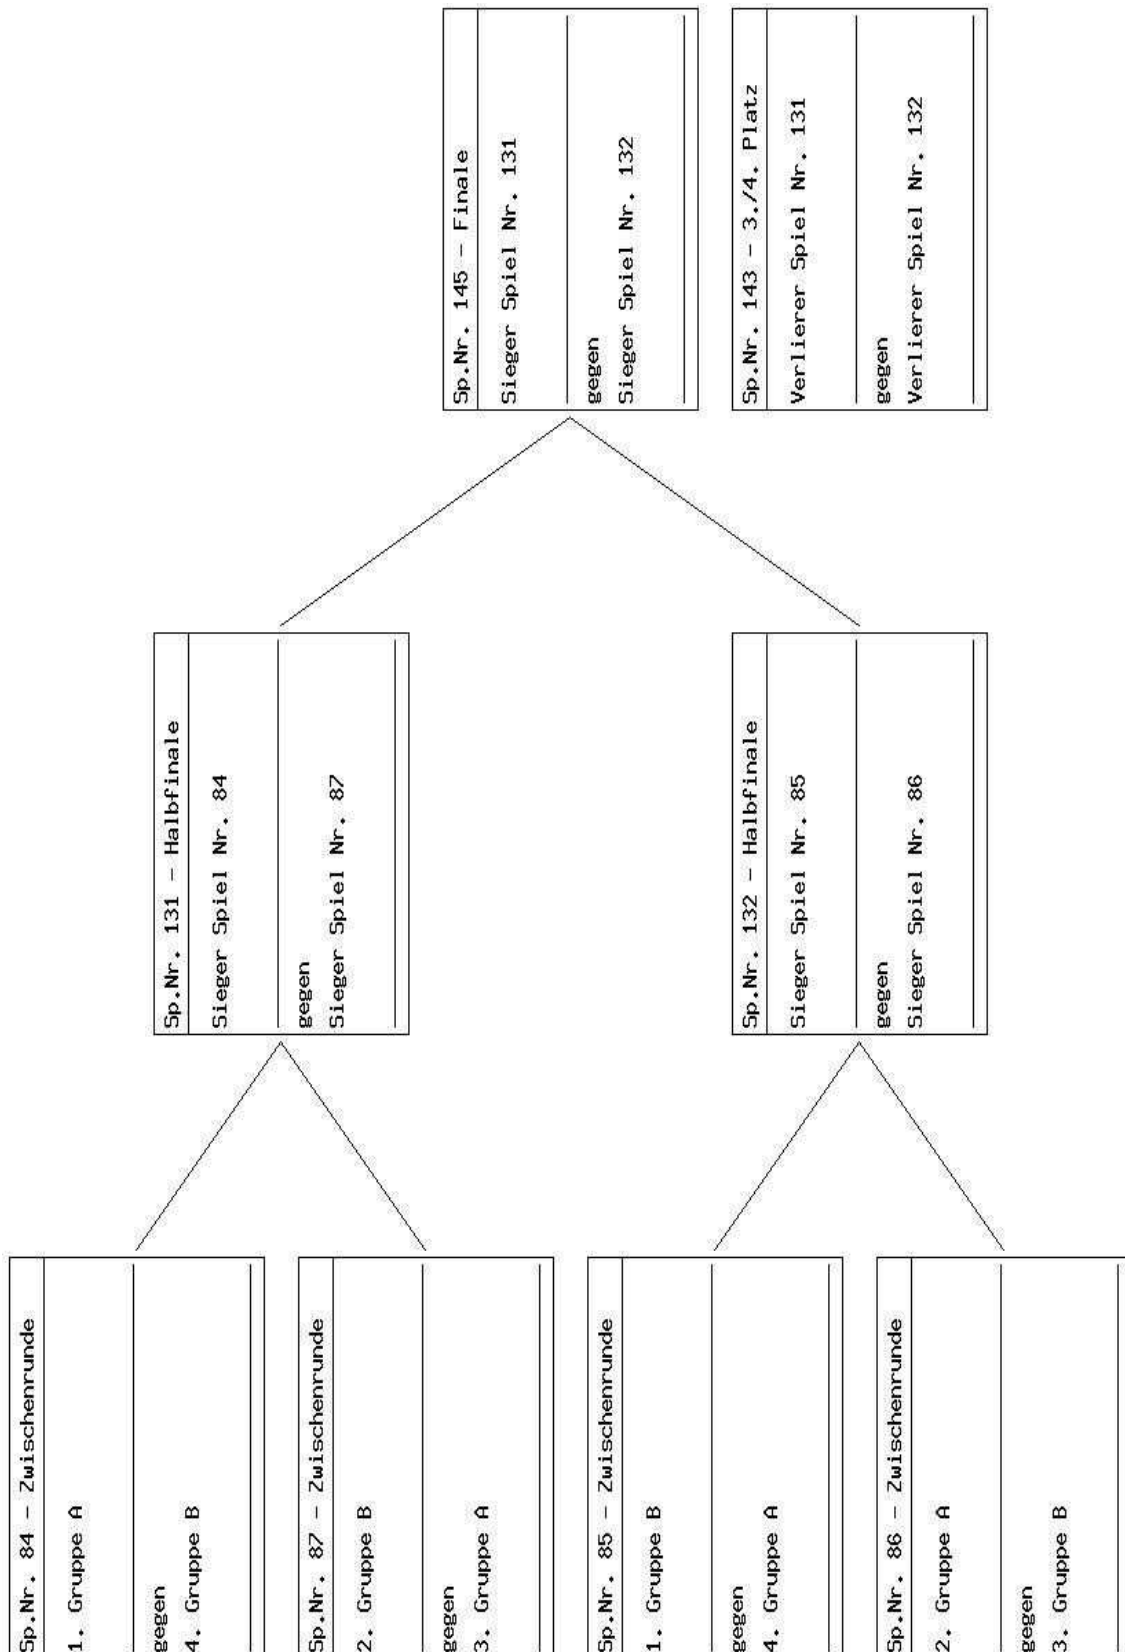 Sp.Nr. 84 - Zwischenrunde
1. Gruppe A
gegen
4. Gruppe B
Sp.Nr. 87 - Zwischenrunde
2. Gruppe B
gegen
3. Gruppe A
Sp.Nr. 85 - Zwischenrunde
1. Gruppe B
gegen
4. Gruppe A
Sp.Nr. 86 - Zwischenrunde
2. Gruppe A
gegen
3. Gruppe B
Sp.Nr. 131 - Halbfinale
Sieger Spiel Nr. 84
gegen
Sieger Spiel Nr. 87
Sp.Nr. 132 - Halbfinale
Sieger Spiel Nr. 85
gegen
Sieger Spiel Nr. 86
Sp.Nr. 145 - Finale
Sieger Spiel Nr. 131
gegen
Sieger Spiel Nr. 132
Sp.Nr. 143 - 3./4. Platz
Verlierer Spiel Nr. 131
gegen
Verlierer Spiel Nr. 132